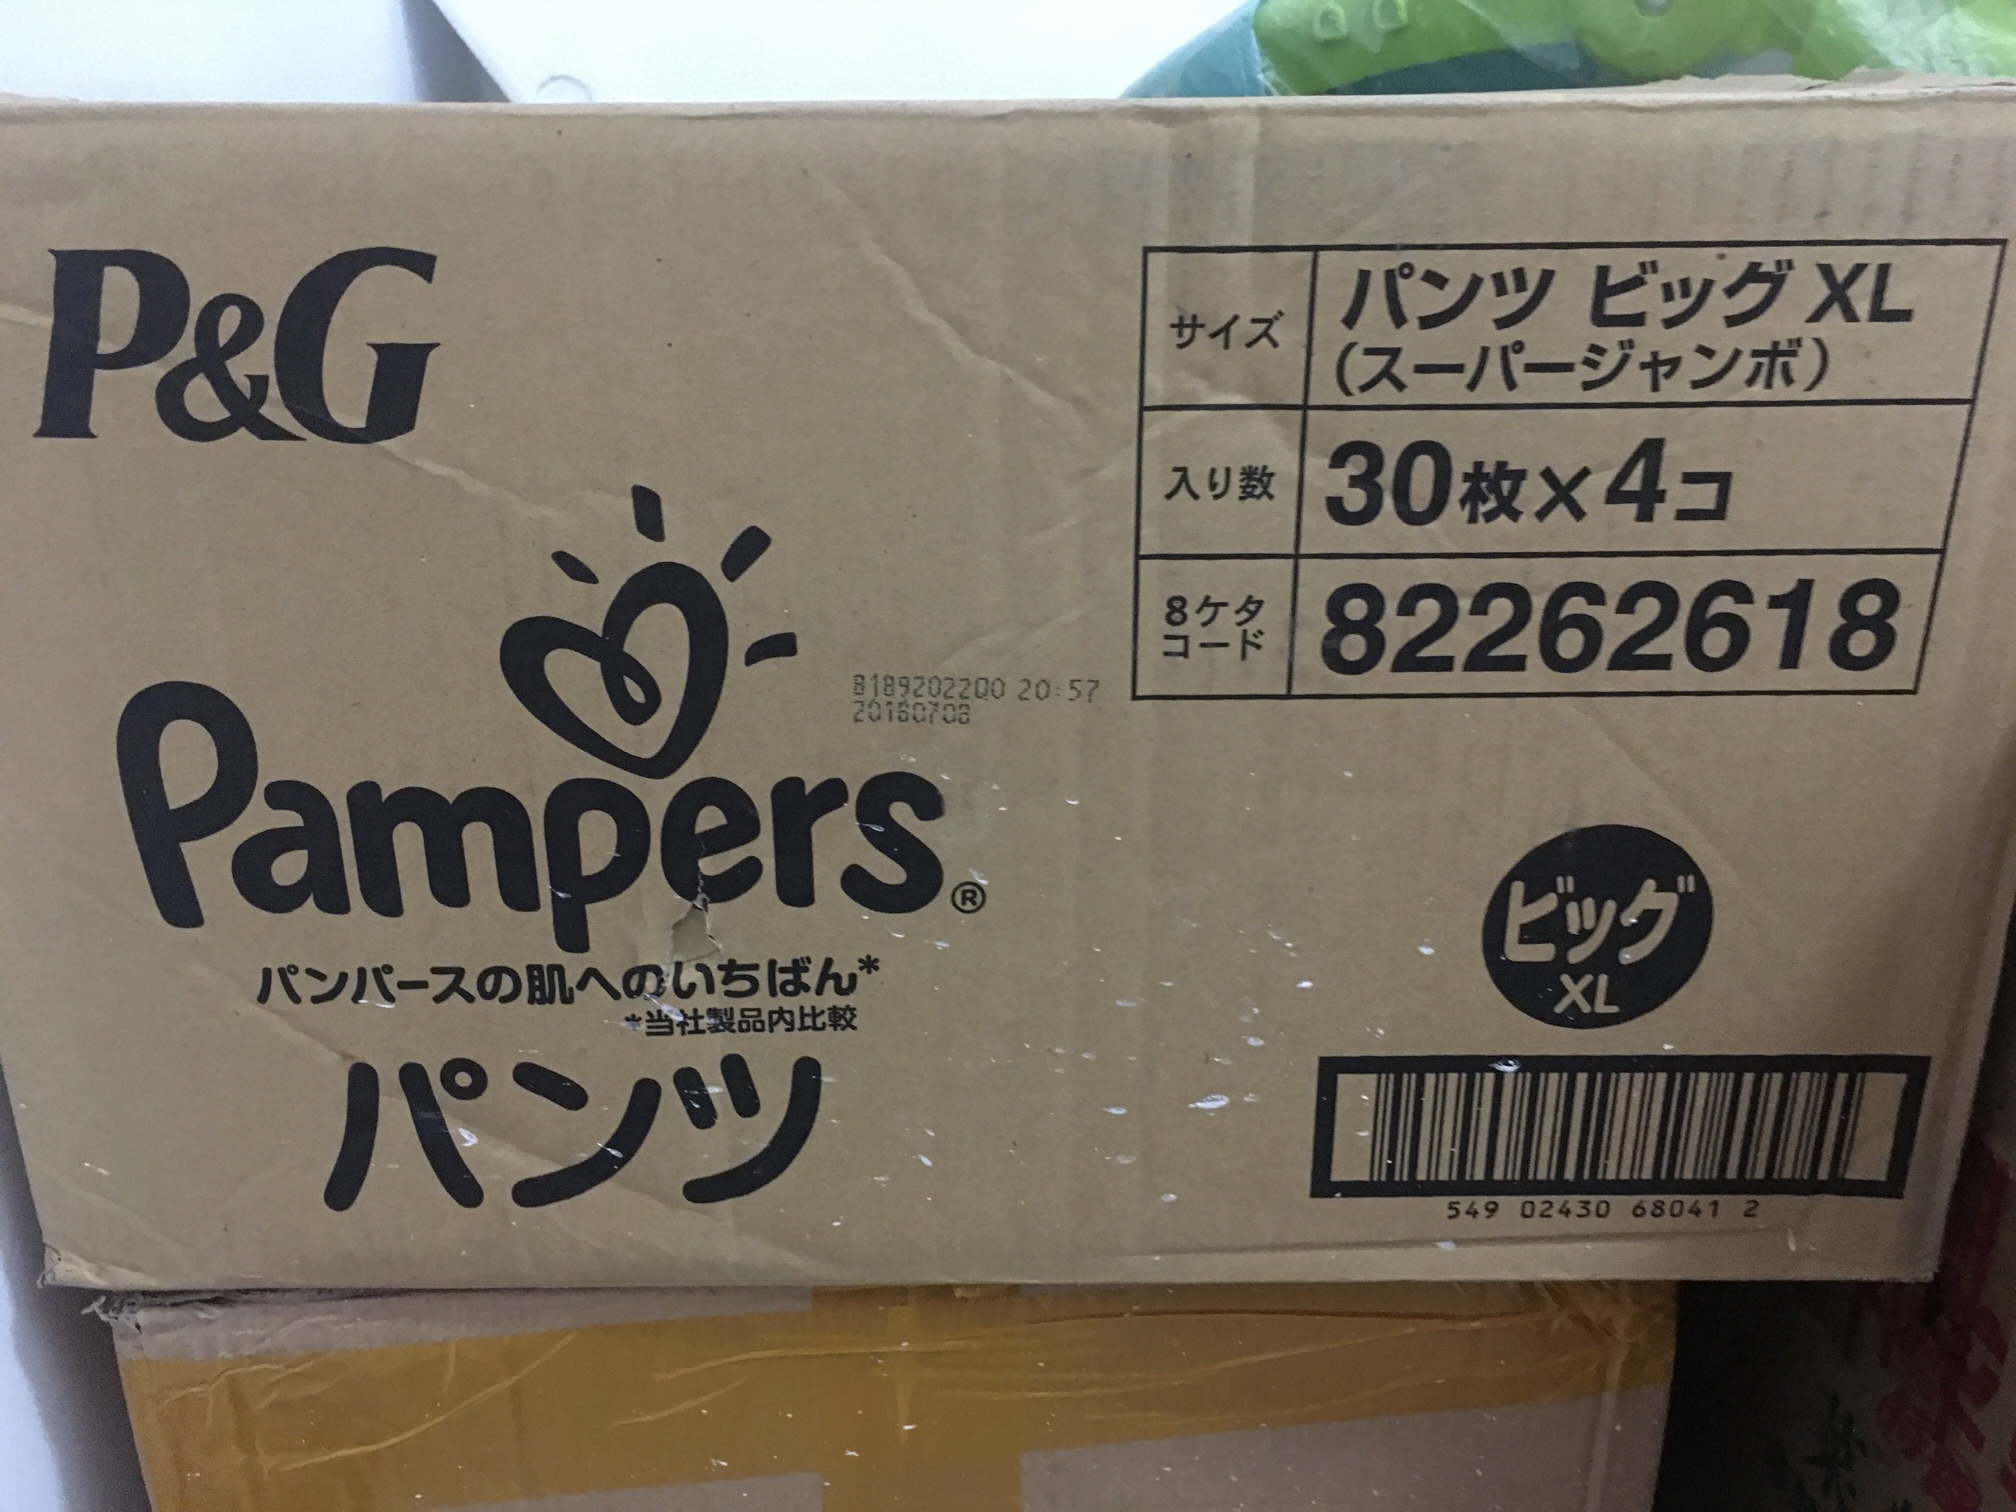 P&G
サイズ
パンツ ビッグ XL
(スーパージャンボ)
入り数
30枚×4コ
8ケタ
コード
82262618
B1892022Q0 20:57
20160708
Pampers®
パンパースの肌へのいちばん*
*当社製品内比較
パンツ
ビッグ
XL
549 02430 68041 2